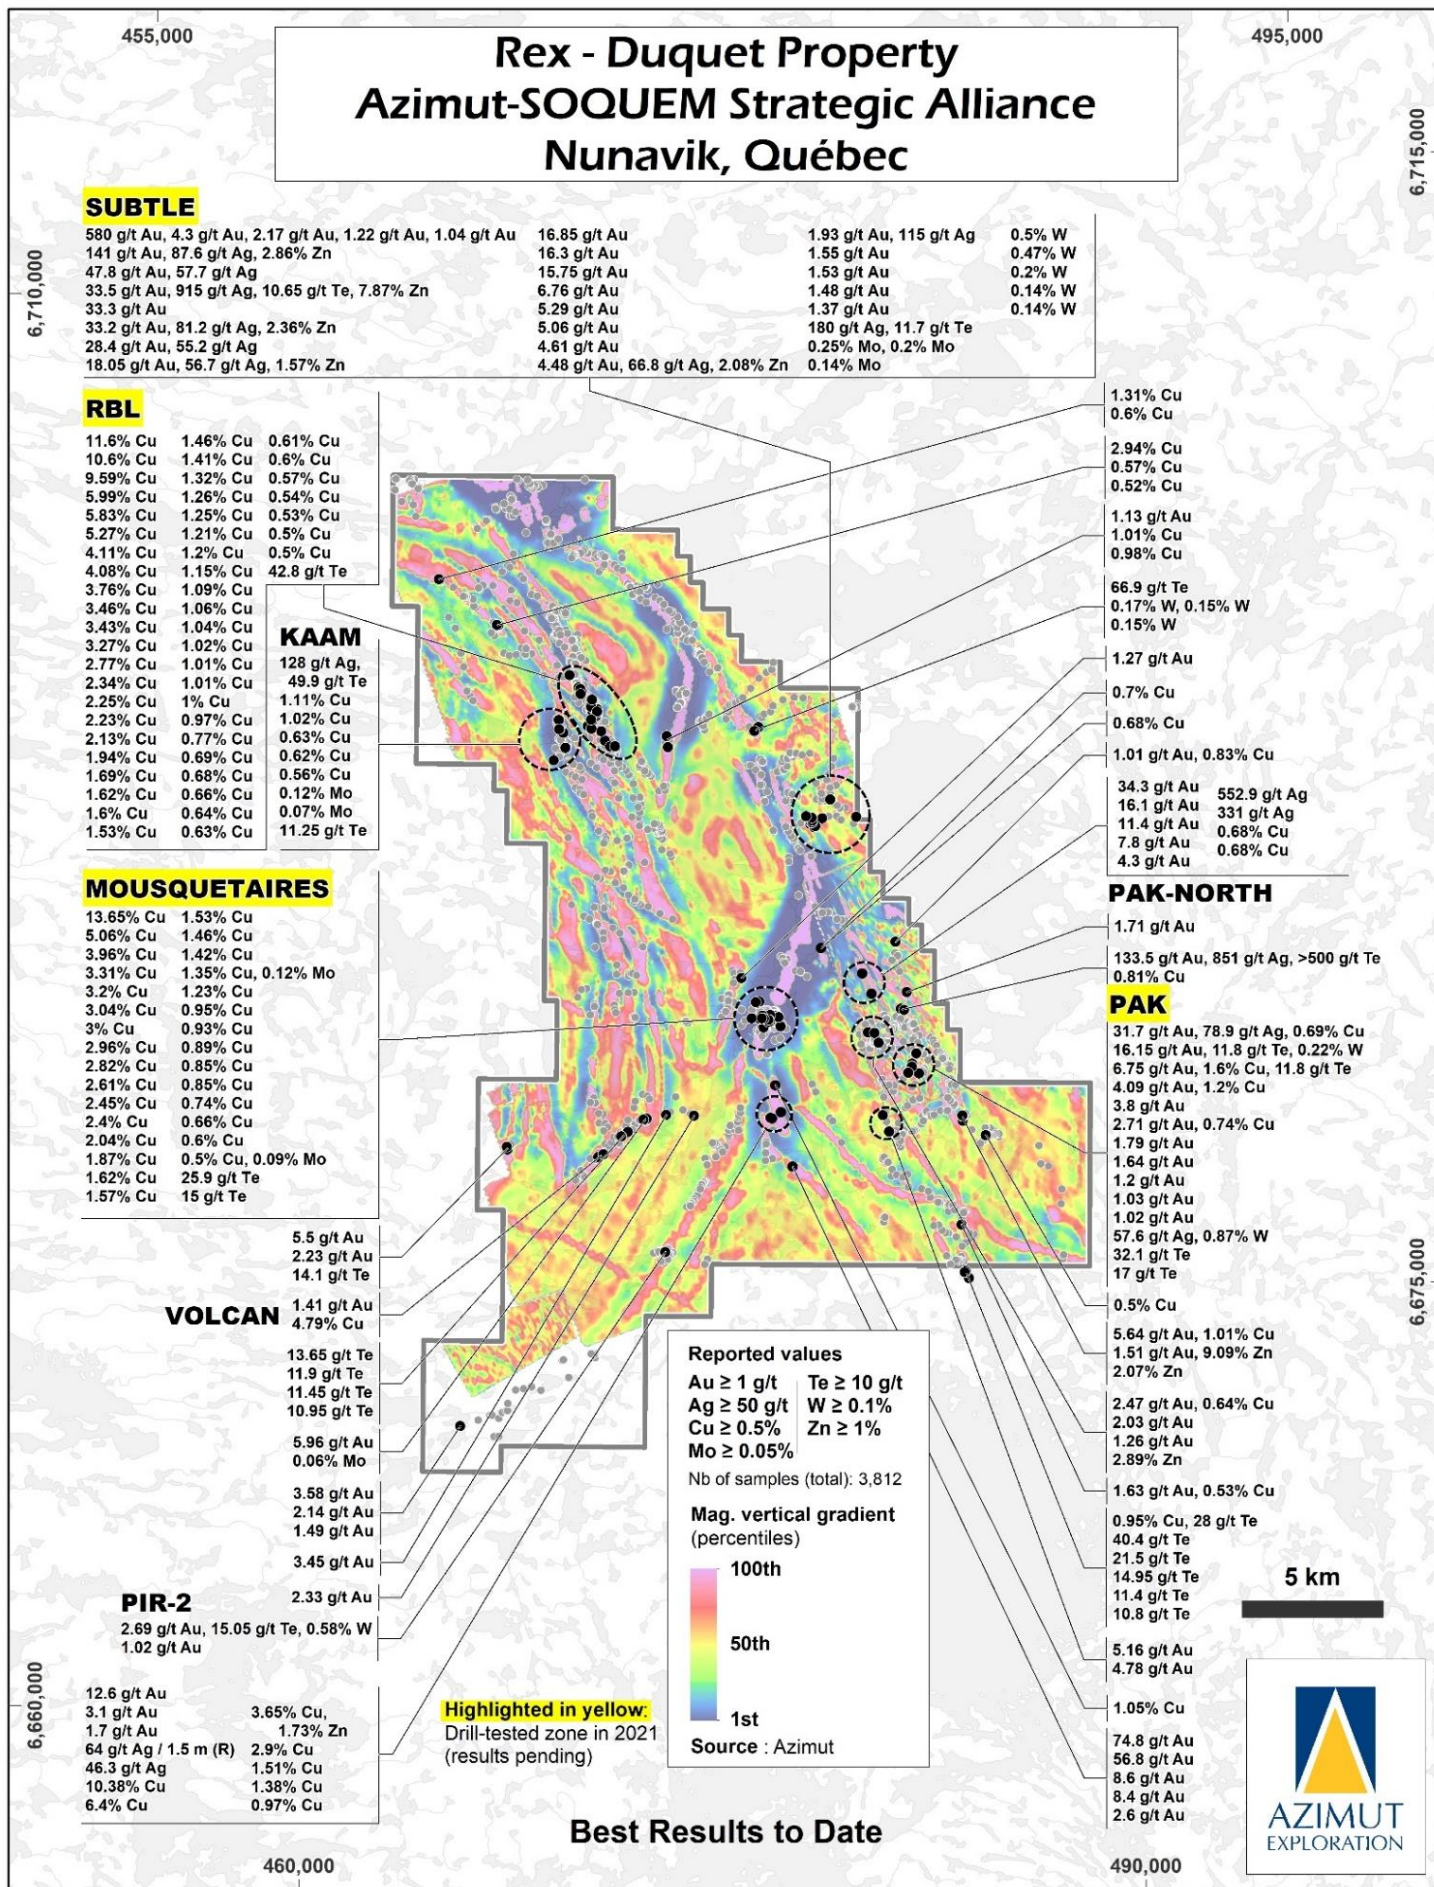 455,000
495,000
Rex - Duquet Property
Azimut-SOQUEM Strategic Alliance
Nunavik, Québec
6,715,000
6,710,000
SUBTLE
580 g/t Au, 4.3 g/t Au, 2.17 g/t Au, 1.22 g/t Au, 1.04 g/t Au
141 g/t Au, 87.6 g/t Ag, 2.86% Zn
47.8 g/t Au, 57.7 g/t Ag
33.5 g/t Au, 915 g/t Ag, 10.65 g/t Te, 7.87% Zn
33.3 g/t Au
33.2 g/t Au, 81.2 g/t Ag, 2.36% Zn
28.4 g/t Au, 55.2 g/t Ag
18.05 g/t Au, 56.7 g/t Ag, 1.57% Zn
16.85 g/t Au
16.3 g/t Au
15.75 g/t Au
6.76 g/t Au
5.29 g/t Au
5.06 g/t Au
4.61 g/t Au
4.48 g/t Au, 66.8 g/t Ag, 2.08% Zn
1.93 g/t Au, 115 g/t Ag
1.55 g/t Au
1.53 g/t Au
1.48 g/t Au
1.37 g/t Au
180 g/t Ag, 11.7 g/t Te
0.25% Mo, 0.2% Mo
0.14% Mo
0.5% W
0.47% W
0.2% W
0.14% W
0.14% W
RBL
11.6% Cu
10.6% Cu
9.59% Cu
5.99% Cu
5.83% Cu
5.27% Cu
4.11% Cu
4.08% Cu
3.76% Cu
3.46% Cu
3.43% Cu
3.27% Cu
2.77% Cu
2.34% Cu
2.25% Cu
2.23% Cu
2.13% Cu
1.94% Cu
1.69% Cu
1.62% Cu
1.6% Cu
1.53% Cu
1.46% Cu
1.41% Cu
1.32% Cu
1.26% Cu
1.25% Cu
1.21% Cu
1.2% Cu
1.15% Cu
1.09% Cu
1.06% Cu
1.04% Cu
1.02% Cu
1.01% Cu
1.01% Cu
1% Cu
0.97% Cu
0.77% Cu
0.69% Cu
0.68% Cu
0.66% Cu
0.64% Cu
0.63% Cu
0.61% Cu
0.6% Cu
0.57% Cu
0.54% Cu
0.53% Cu
0.5% Cu
0.5% Cu
42.8 g/t Te
KAAM
128 g/t Ag,
49.9 g/t Te
1.11% Cu
1.02% Cu
0.63% Cu
0.62% Cu
0.56% Cu
0.12% Mo
0.07% Mo
11.25 g/t Te
MOUSQUETAIRES
13.65% Cu
5.06% Cu
3.96% Cu
3.31% Cu
3.2% Cu
3.04% Cu
3% Cu
2.96% Cu
2.82% Cu
2.61% Cu
2.45% Cu
2.4% Cu
2.04% Cu
1.87% Cu
1.62% Cu
1.57% Cu
1.53% Cu
1.46% Cu
1.42% Cu
1.35% Cu, 0.12% Mo
1.23% Cu
0.95% Cu
0.93% Cu
0.89% Cu
0.85% Cu
0.85% Cu
0.74% Cu
0.66% Cu
0.6% Cu
0.5% Cu, 0.09% Mo
25.9 g/t Te
15 g/t Te
5.5 g/t Au
2.23 g/t Au
14.1 g/t Te
VOLCAN
1.41 g/t Au
4.79% Cu
13.65 g/t Te
11.9 g/t Te
11.45 g/t Te
10.95 g/t Te
5.96 g/t Au
0.06% Mo
3.58 g/t Au
2.14 g/t Au
1.49 g/t Au
3.45 g/t Au
2.33 g/t Au
PIR-2
2.69 g/t Au, 15.05 g/t Te, 0.58% W
1.02 g/t Au
12.6 g/t Au
3.1 g/t Au
1.7 g/t Au
64 g/t Ag / 1.5 m (R)
46.3 g/t Ag
10.38% Cu
6.4% Cu
3.65% Cu,
1.73% Zn
2.9% Cu
1.51% Cu
1.38% Cu
0.97% Cu
6,660,000
1.31% Cu
0.6% Cu
2.94% Cu
0.57% Cu
0.52% Cu
1.13 g/t Au
1.01% Cu
0.98% Cu
66.9 g/t Te
0.17% W, 0.15% W
0.15% W
1.27 g/t Au
0.7% Cu
0.68% Cu
1.01 g/t Au, 0.83% Cu
34.3 g/t Au
16.1 g/t Au
11.4 g/t Au
7.8 g/t Au
4.3 g/t Au
552.9 g/t Ag
331 g/t Ag
0.68% Cu
0.68% Cu
PAK-NORTH
1.71 g/t Au
133.5 g/t Au, 851 g/t Ag, >500 g/t Te
0.81% Cu
PAK
31.7 g/t Au, 78.9 g/t Ag, 0.69% Cu
16.15 g/t Au, 11.8 g/t Te, 0.22% W
6.75 g/t Au, 1.6% Cu, 11.8 g/t Te
4.09 g/t Au, 1.2% Cu
3.8 g/t Au
2.71 g/t Au, 0.74% Cu
1.79 g/t Au
1.64 g/t Au
1.2 g/t Au
1.03 g/t Au
1.02 g/t Au
57.6 g/t Ag, 0.87% W
32.1 g/t Te
17 g/t Te
6,675,000
0.5% Cu
5.64 g/t Au, 1.01% Cu
1.51 g/t Au, 9.09% Zn
2.07% Zn
2.47 g/t Au, 0.64% Cu
2.03 g/t Au
1.26 g/t Au
2.89% Zn
1.63 g/t Au, 0.53% Cu
0.95% Cu, 28 g/t Te
40.4 g/t Te
21.5 g/t Te
14.95 g/t Te
11.4 g/t Te
10.8 g/t Te
5.16 g/t Au
4.78 g/t Au
1.05% Cu
74.8 g/t Au
56.8 g/t Au
8.6 g/t Au
8.4 g/t Au
2.6 g/t Au
Reported values
Au ≥ 1 g/t
Ag ≥ 50 g/t
Cu ≥ 0.5%
Mo ≥ 0.05%
Te ≥ 10 g/t
W ≥ 0.1%
Zn ≥ 1%
Nb of samples (total): 3,812
Mag. vertical gradient
(percentiles)
100th
50th
1st
Source : Azimut
Highlighted in yellow:
Drill-tested zone in 2021
(results pending)
5 km
AZIMUT
EXPLORATION
Best Results to Date
460,000
490,000